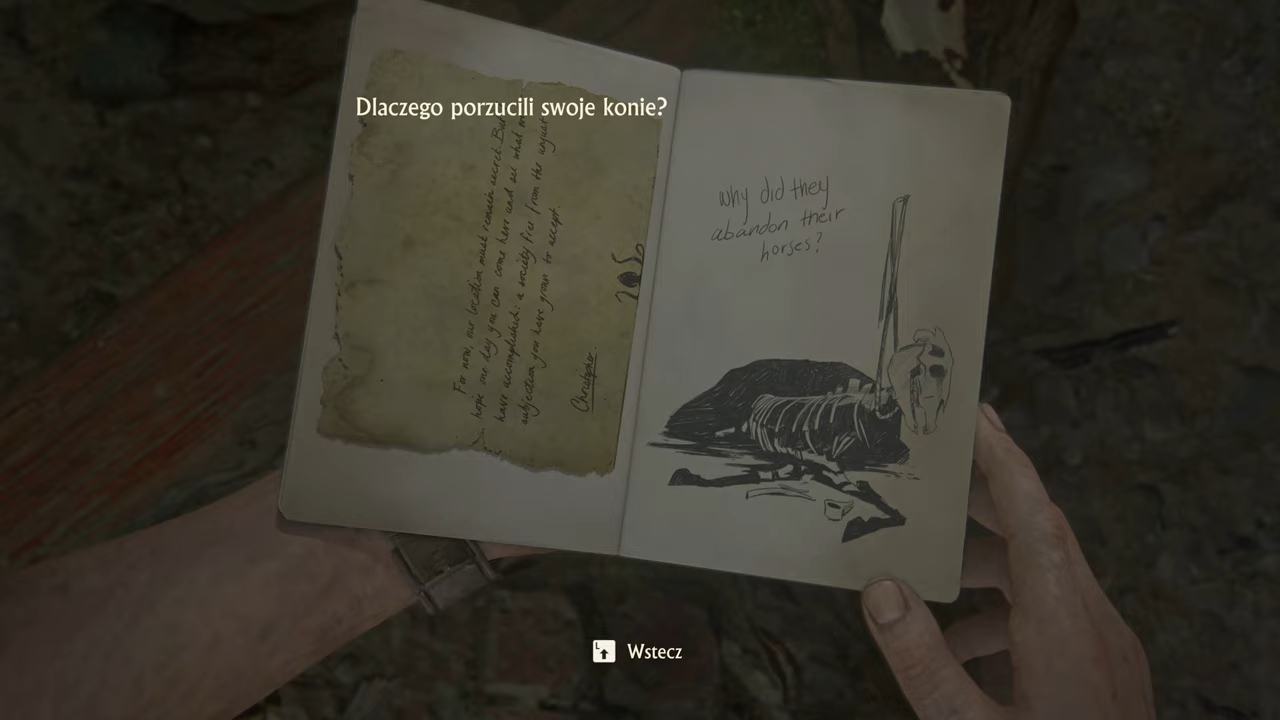 Dlaczego porzucili swoje konie?
For now, our location must remain secret. But
hope one day you can come here and see what
have accomplished: a society free from the unjust
subjection you have grown to accept.
Christopher.
why did they
abandon their
horses?
Wstecz